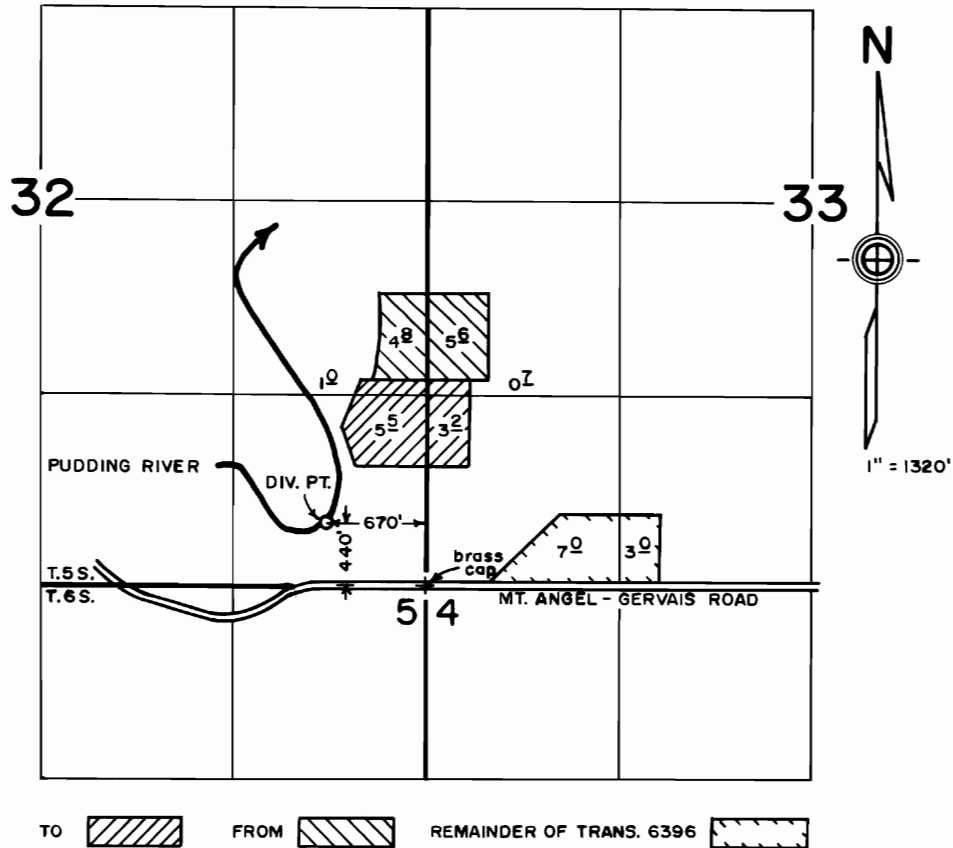 N
32
33
4 8
5 6
1 0
0 7
5 5
3 2
1" = 1320'
PUDDING RIVER
DIV. PT.
670'
440'
brass
cap
7 0
3 0
T.5 S.
T.6 S.
5 4
MT. ANGEL - GERVAIS ROAD
TO
FROM
REMAINDER OF TRANS. 6396